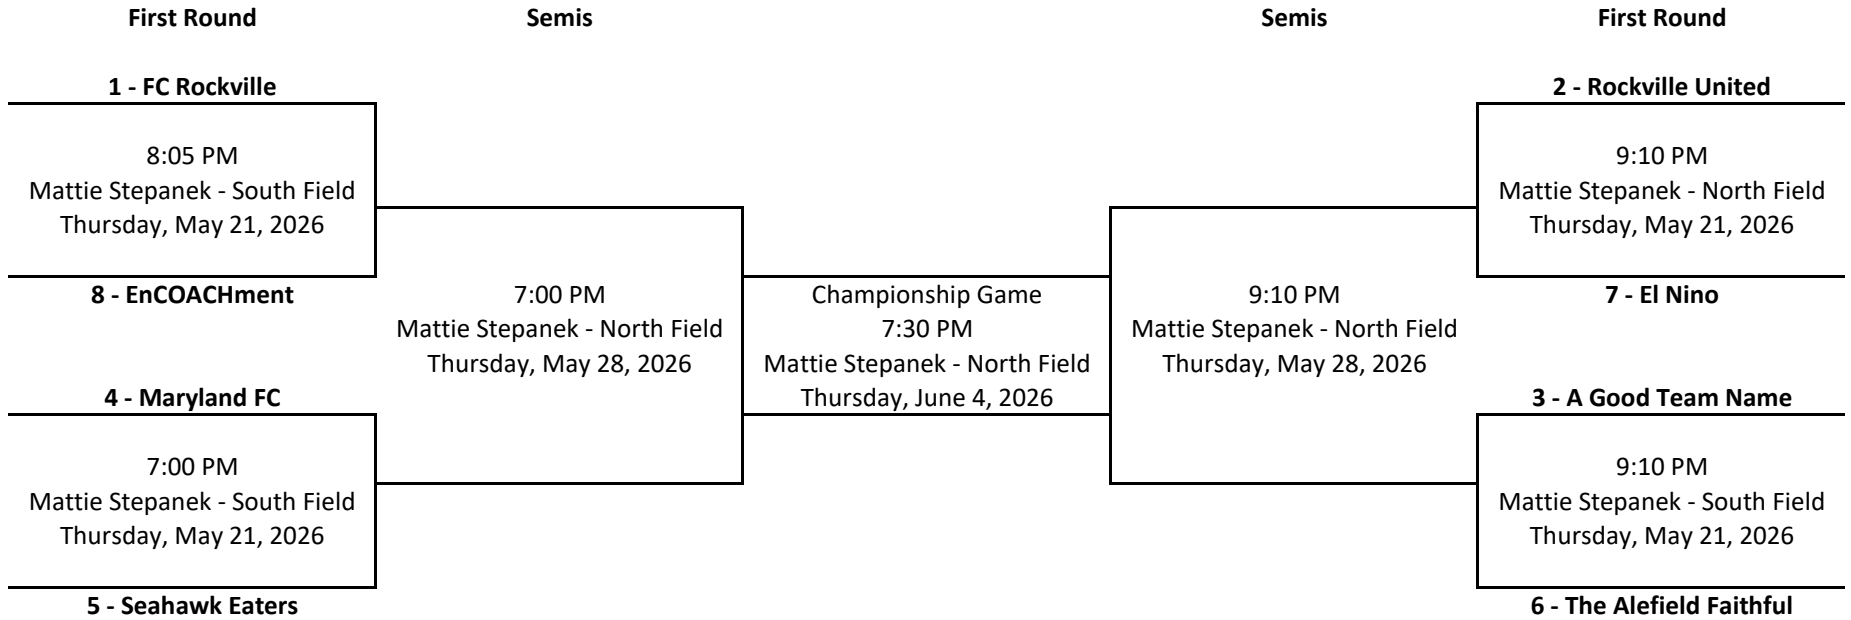 First Round
Semis
Semis
First Round
1 - FC Rockville
8:05 PM
Mattie Stepanek - South Field
Thursday, May 21, 2026
8 - EnCOACHment
4 - Maryland FC
7:00 PM
Mattie Stepanek - South Field
Thursday, May 21, 2026
5 - Seahawk Eaters
7:00 PM
Mattie Stepanek - North Field
Thursday, May 28, 2026
Championship Game
7:30 PM
Mattie Stepanek - North Field
Thursday, June 4, 2026
9:10 PM
Mattie Stepanek - North Field
Thursday, May 28, 2026
2 - Rockville United
9:10 PM
Mattie Stepanek - North Field
Thursday, May 21, 2026
7 - El Nino
3 - A Good Team Name
9:10 PM
Mattie Stepanek - South Field
Thursday, May 21, 2026
6 - The Alefield Faithful